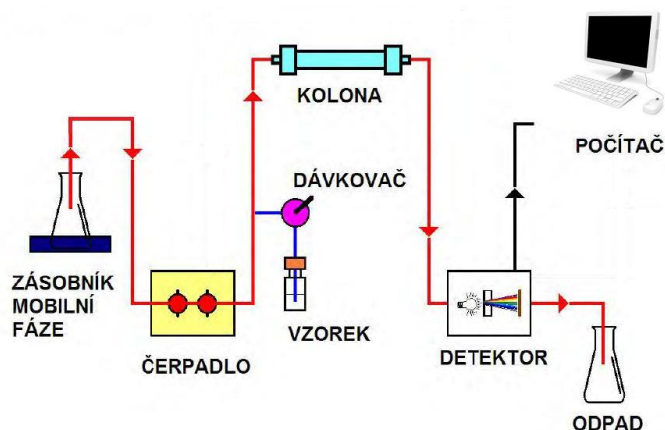 KOLONA
POČÍTAČ
DÁVKOVAČ
ZÁSOBNÍK
MOBILNÍ
FÁZE
VZOREK
ČERPADLO
DETEKTOR
ODPAD